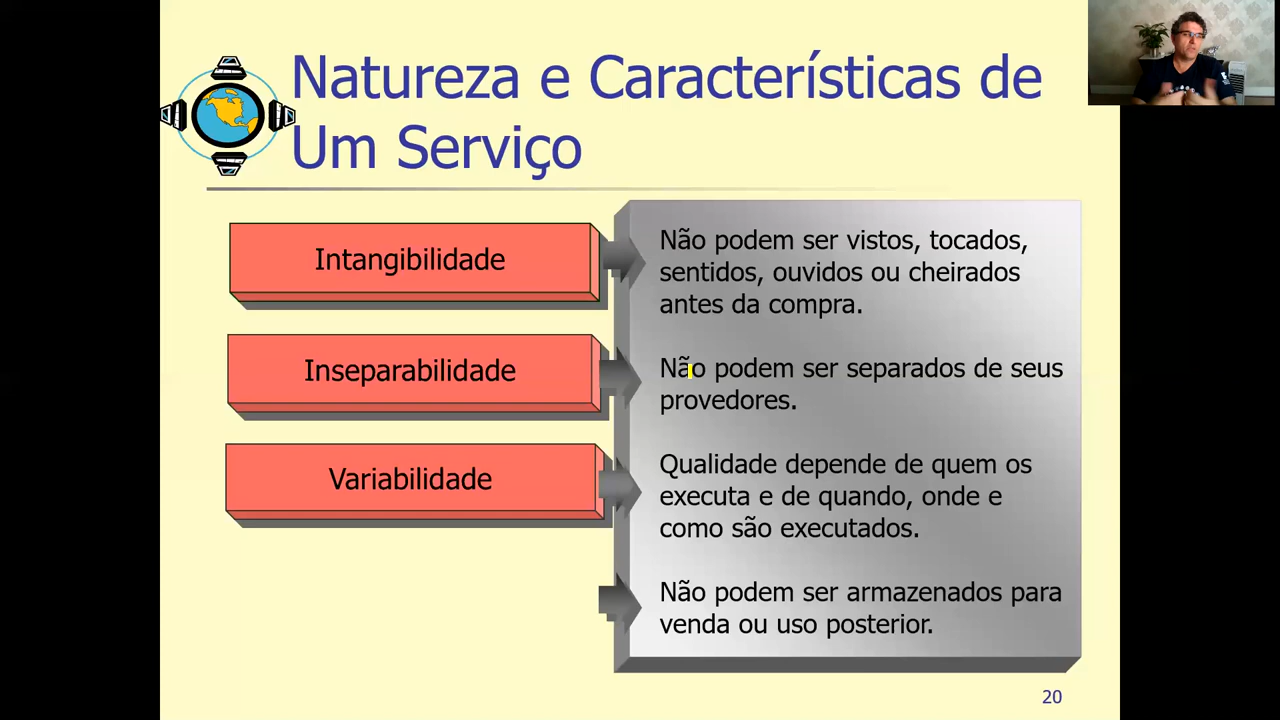 Natureza e Características de
Um Serviço
Intangibilidade
Não podem ser vistos, tocados,
sentidos, ouvidos ou cheirados
antes da compra.
Inseparabilidade
Não podem ser separados de seus
provedores.
Variabilidade
Qualidade depende de quem os
executa e de quando, onde e
como são executados.
Não podem ser armazenados para
venda ou uso posterior.
20